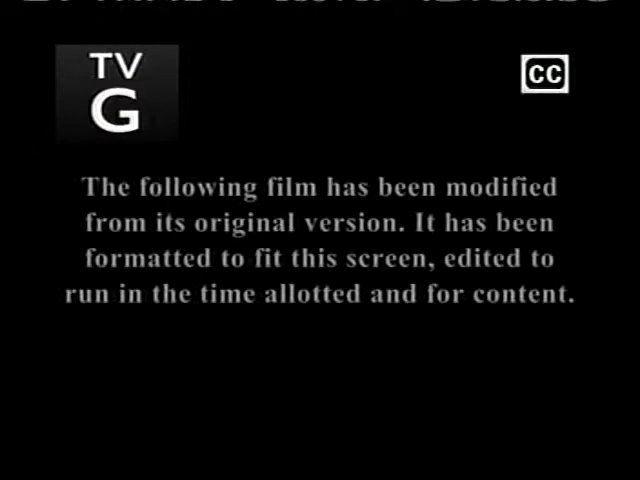 TV
G
CC
The following film has been modified
from its original version. It has been
formatted to fit this screen, edited to
run in the time allotted and for content.